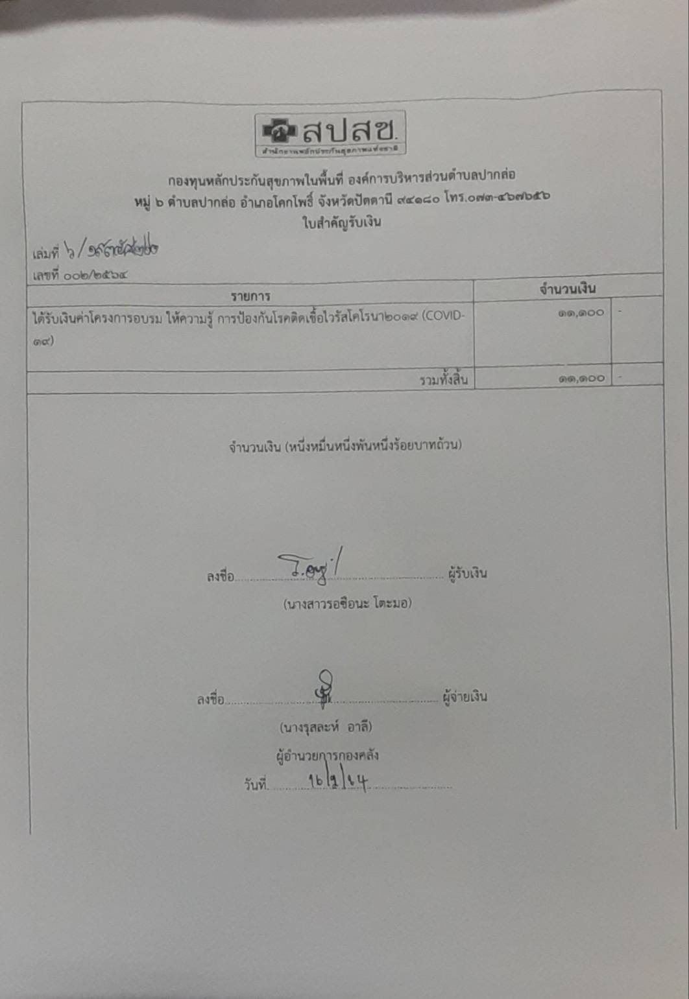 สปสช.
สำนักงานหลักประกันสุขภาพแห่งชาติ
กองทุนหลักประกันสุขภาพในพื้นที่ องค์การบริหารส่วนตำบลปากล่อ
หมู่ ๖ ตำบลปากล่อ อำเภอโคกโพธิ์ จังหวัดปัตตานี ๙๔๑๘๐ โทร.๐๗๓-๔๖๗๖๕๖
ใบสำคัญรับเงิน
เล่มที่ ๖/
เลขที่ ๐๐๒/๒๕๖๔
รายการ จำนวนเงิน
ได้รับเงินค่าโครงการอบรม ให้ความรู้ การป้องกันโรคติดเชื้อไวรัสโคโรนา๒๐๑๙ (COVID- ๑๑,๑๐๐ -
๑๙)
รวมทั้งสิ้น ๑๑,๑๐๐ -
จำนวนเงิน (หนึ่งหมื่นหนึ่งพันหนึ่งร้อยบาทถ้วน)
ลงชื่อ ผู้รับเงิน
(นางสาวรอซือนะ โตะมอ)
ลงชื่อ ผู้จ่ายเงิน
(นางรุสละห์ อาลี)
ผู้อำนวยการกองคลัง
วันที่